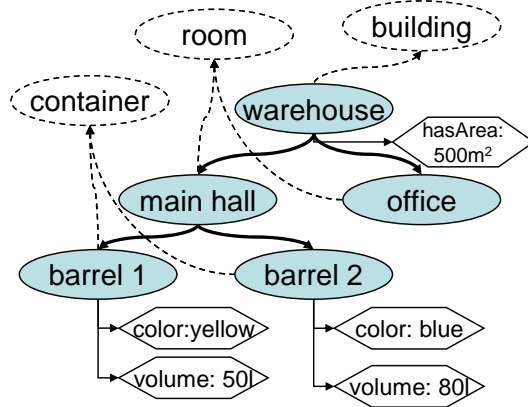 building
room
container
warehouse
hasArea:
500m²
main hall
office
barrel 1
barrel 2
color:yellow
color: blue
volume: 50l
volume: 80l